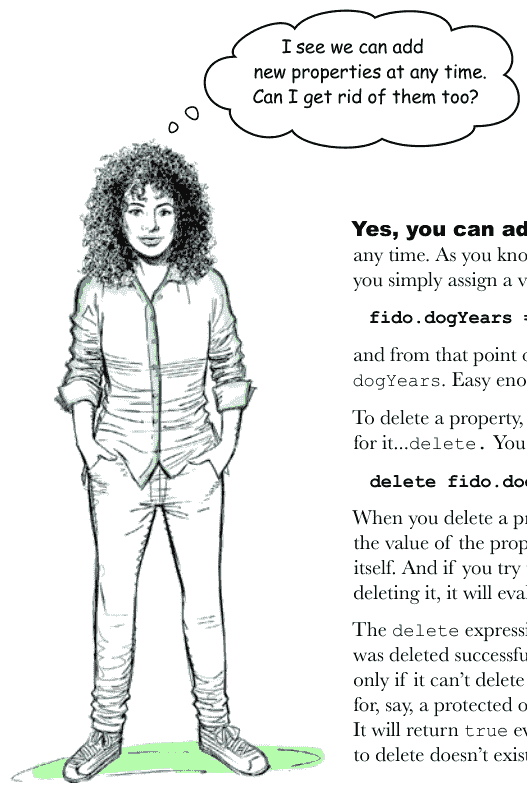 I see we can add
new properties at any time.
Can I get rid of them too?
Yes, you can ad
any time. As you kno
you simply assign a v
fido.dogYears =
and from that point o
dogYears. Easy eno
To delete a property,
for it...delete. You
delete fido.dog
When you delete a pr
the value of the prop
itself. And if you try
deleting it, it will eval
The delete expressi
was deleted successfu
only if it can't delete
for, say, a protected o
It will return true ev
to delete doesn't exist